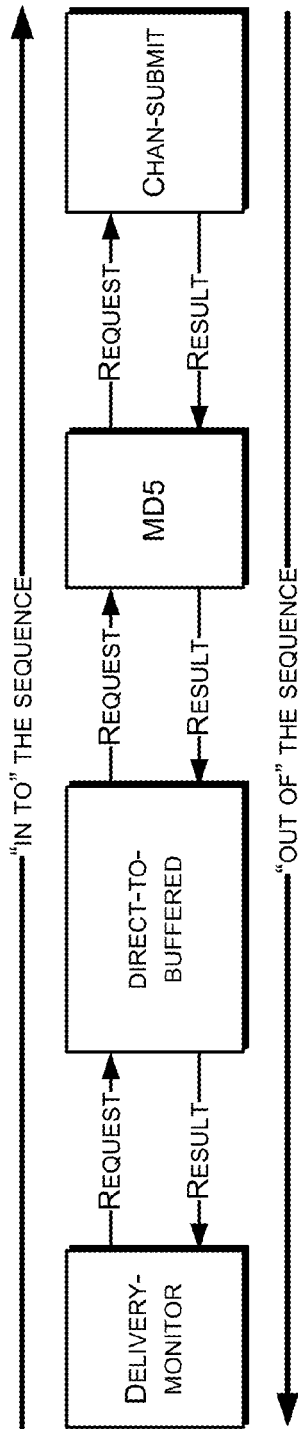 "IN TO" THE SEQUENCE
DELIVERY-
MONITOR
REQUEST
RESULT
DIRECT-TO-
BUFFERED
REQUEST
RESULT
MD5
REQUEST
RESULT
CHAN-SUBMIT
"OUT OF" THE SEQUENCE